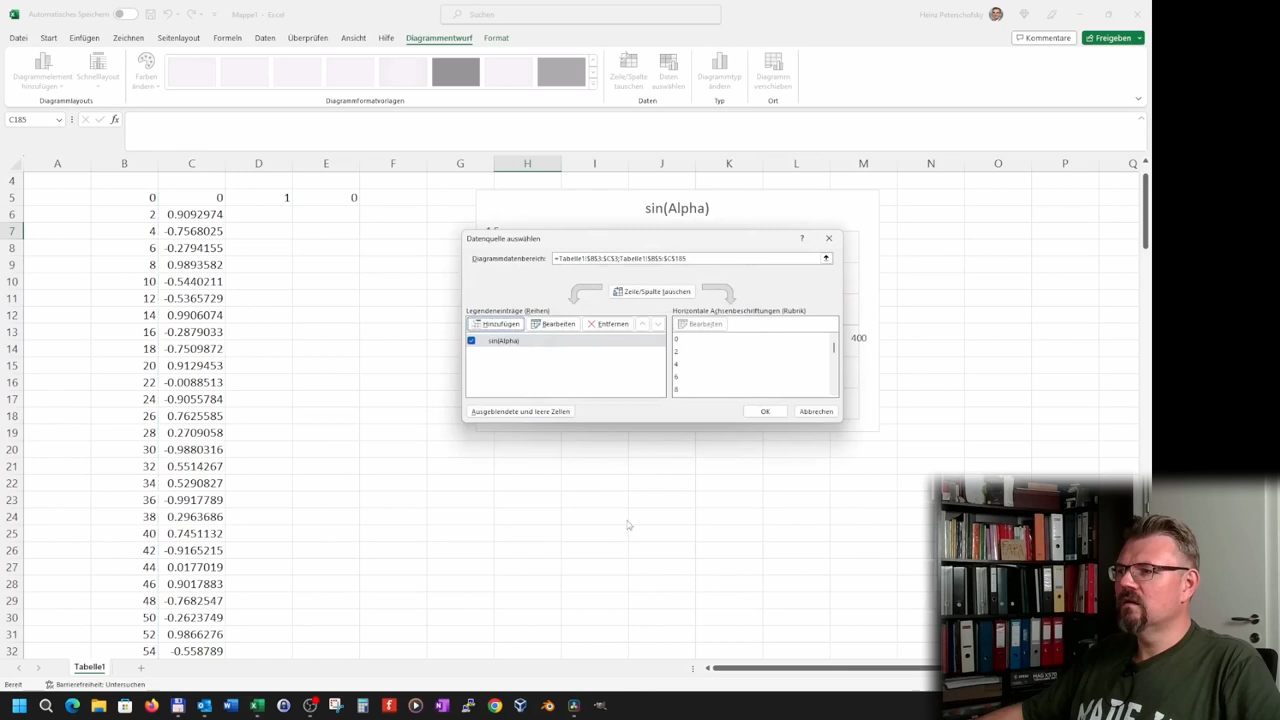 Automatisches Speichern
Mappe1 - Excel
Suchen
Heinz Peterschofsky
Datei Start Einfügen Zeichnen Seitenlayout Formeln Daten Überprüfen Ansicht Hilfe Diagrammentwurf Format
Kommentare
Freigeben
Diagrammelement hinzufügen
Schnelllayout
Farben ändern
Zeile/Spalte tauschen
Daten auswählen
Diagrammtyp ändern
Diagramm verschieben
Diagrammlayouts
Diagrammformatvorlagen
Daten
Typ
Ort
C185
fx
A B C D E F G H I J K L M N O P Q
4
5 0 0 1 0
6 2 0.9092974
7 4 -0.7568025
8 6 -0.2794155
9 8 0.9893582
10 10 -0.5440211
11 12 -0.5365729
12 14 0.9906074
13 16 -0.2879033
14 18 -0.7509872
15 20 0.9129453
16 22 -0.0088513
17 24 -0.9055784
18 26 0.7625585
19 28 0.2709058
20 30 -0.9880316
21 32 0.5514267
22 34 0.5290827
23 36 -0.9917789
24 38 0.2963686
25 40 0.7451132
26 42 -0.9165215
27 44 0.0177019
28 46 0.9017883
29 48 -0.7682547
30 50 -0.2623749
31 52 0.9866276
32 54 -0.558789
sin(Alpha)
400
Datenquelle auswählen
?
Diagrammdatenbereich:
=Tabelle1!$B$3:$C$3;Tabelle1!$B$5:$C$185
Zeile/Spalte tauschen
Legendeneinträge (Reihen)
Hinzufügen
Bearbeiten
Entfernen
sin(Alpha)
Horizontale Achsenbeschriftungen (Rubrik)
Bearbeiten
0
2
4
6
8
Ausgeblendete und leere Zellen
OK
Abbrechen
Tabelle1
Bereit
Barrierefreiheit: Untersuchen
MADE